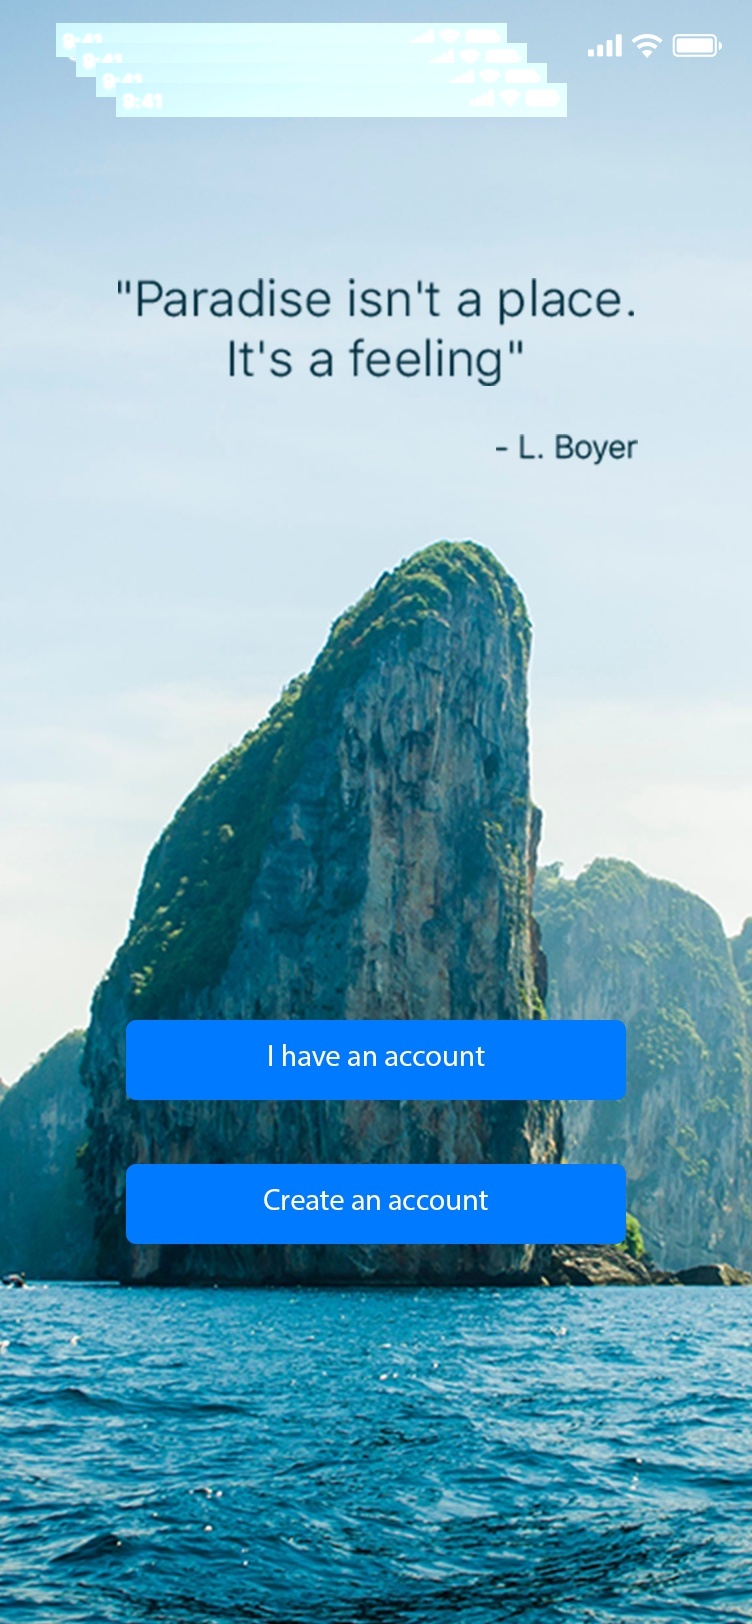 9:41
9:41
9:41
9:41
"Paradise isn't a place.
It's a feeling"
- L. Boyer
I have an account
Create an account